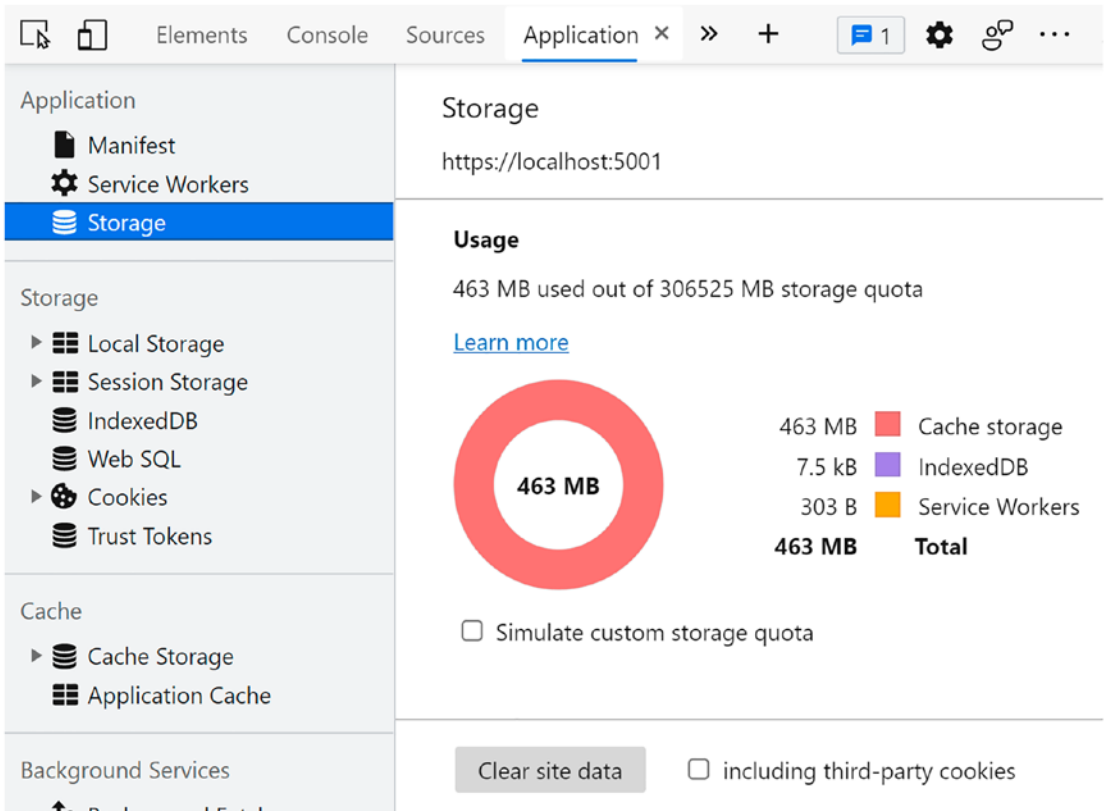 Elements Console Sources Application × » + 1 ...
Application
Manifest
Service Workers
Storage
Storage
Local Storage
Session Storage
IndexedDB
Web SQL
Cookies
Trust Tokens
Cache
Cache Storage
Application Cache
Background Services
Storage
https://localhost:5001
Usage
463 MB used out of 306525 MB storage quota
Learn more
463 MB
463 MB Cache storage
7.5 kB IndexedDB
303 B Service Workers
463 MB Total
Simulate custom storage quota
Clear site data including third-party cookies